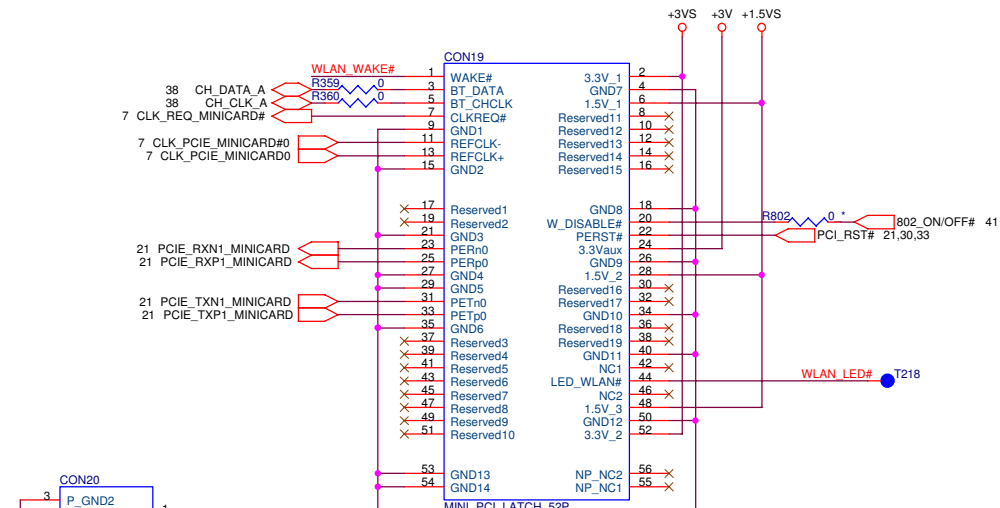 +3VS +3V +1.5VS
CON19
WLAN_WAKE# 1 WAKE# 3.3V_1 2
38 CH_DATA_A R359 0 3 BT_DATA GND7 4
38 CH_CLK_A R360 0 5 BT_CHCLK 1.5V_1 6
7 CLK_REQ_MINICARD# 7 CLKREQ# Reserved11 8
9 GND1 Reserved12 10
7 CLK_PCIE_MINICARD#0 11 REFCLK- Reserved13 12
7 CLK_PCIE_MINICARD0 13 REFCLK+ Reserved14 14
15 GND2 Reserved15 16
17 Reserved1 GND8 18
19 Reserved2 W_DISABLE# 20 R802 0 * 802_ON/OFF# 41
21 GND3 PERST# 22 PCI_RST# 21,30,33
21 PCIE_RXN1_MINICARD 23 PERn0 3.3Vaux 24
21 PCIE_RXP1_MINICARD 25 PERp0 GND9 26
27 GND4 1.5V_2 28
29 GND5 Reserved16 30
21 PCIE_TXN1_MINICARD 31 PETn0 Reserved17 32
21 PCIE_TXP1_MINICARD 33 PETp0 GND10 34
35 GND6 Reserved18 36
37 Reserved3 Reserved19 38
39 Reserved4 GND11 40
41 Reserved5 NC1 42
43 Reserved6 LED_WLAN# 44 WLAN_LED# T218
45 Reserved7 NC2 46
47 Reserved8 1.5V_3 48
49 Reserved9 GND12 50
51 Reserved10 3.3V_2 52
53 GND13 NP_NC2 56
54 GND14 NP_NC1 55
MINI_PCI_LATCH_52P
CON20
3 P_GND2
1